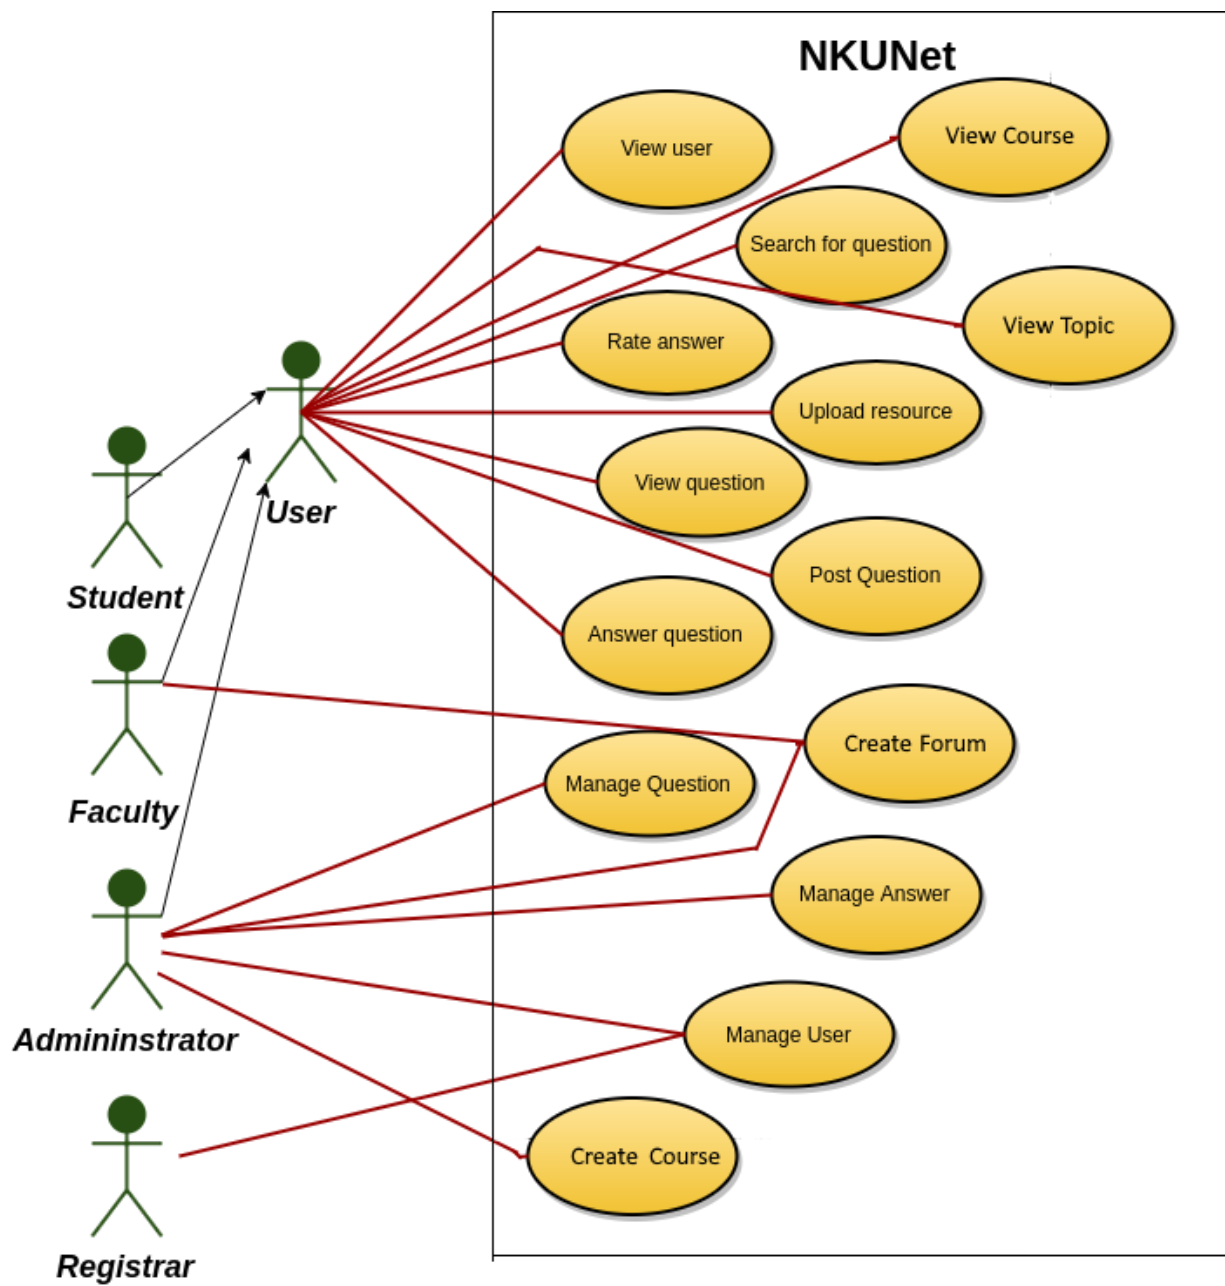 NKUNet
View user
View Course
Search for question
View Topic
Rate answer
Upload resource
View question
User
Post Question
Student
Answer question
Create Forum
Manage Question
Faculty
Manage Answer
Admininstrator
Manage User
Create Course
Registrar